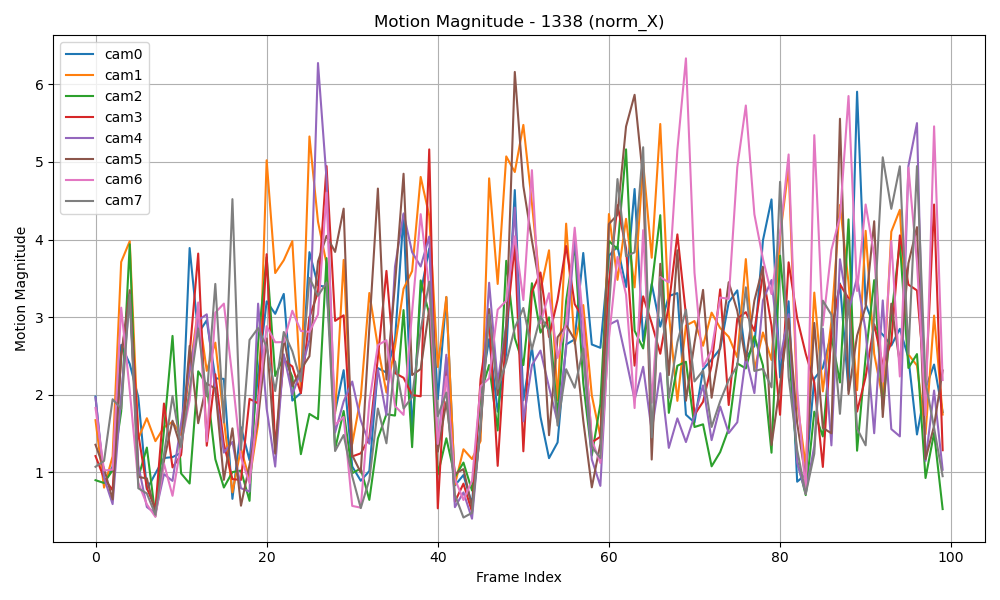 Motion Magnitude - 1338 (norm_X)
cam0
cam1
cam2
cam3
cam4
cam5
cam6
cam7
Motion Magnitude
6
5
4
3
2
1
0
20
40
60
80
100
Frame Index